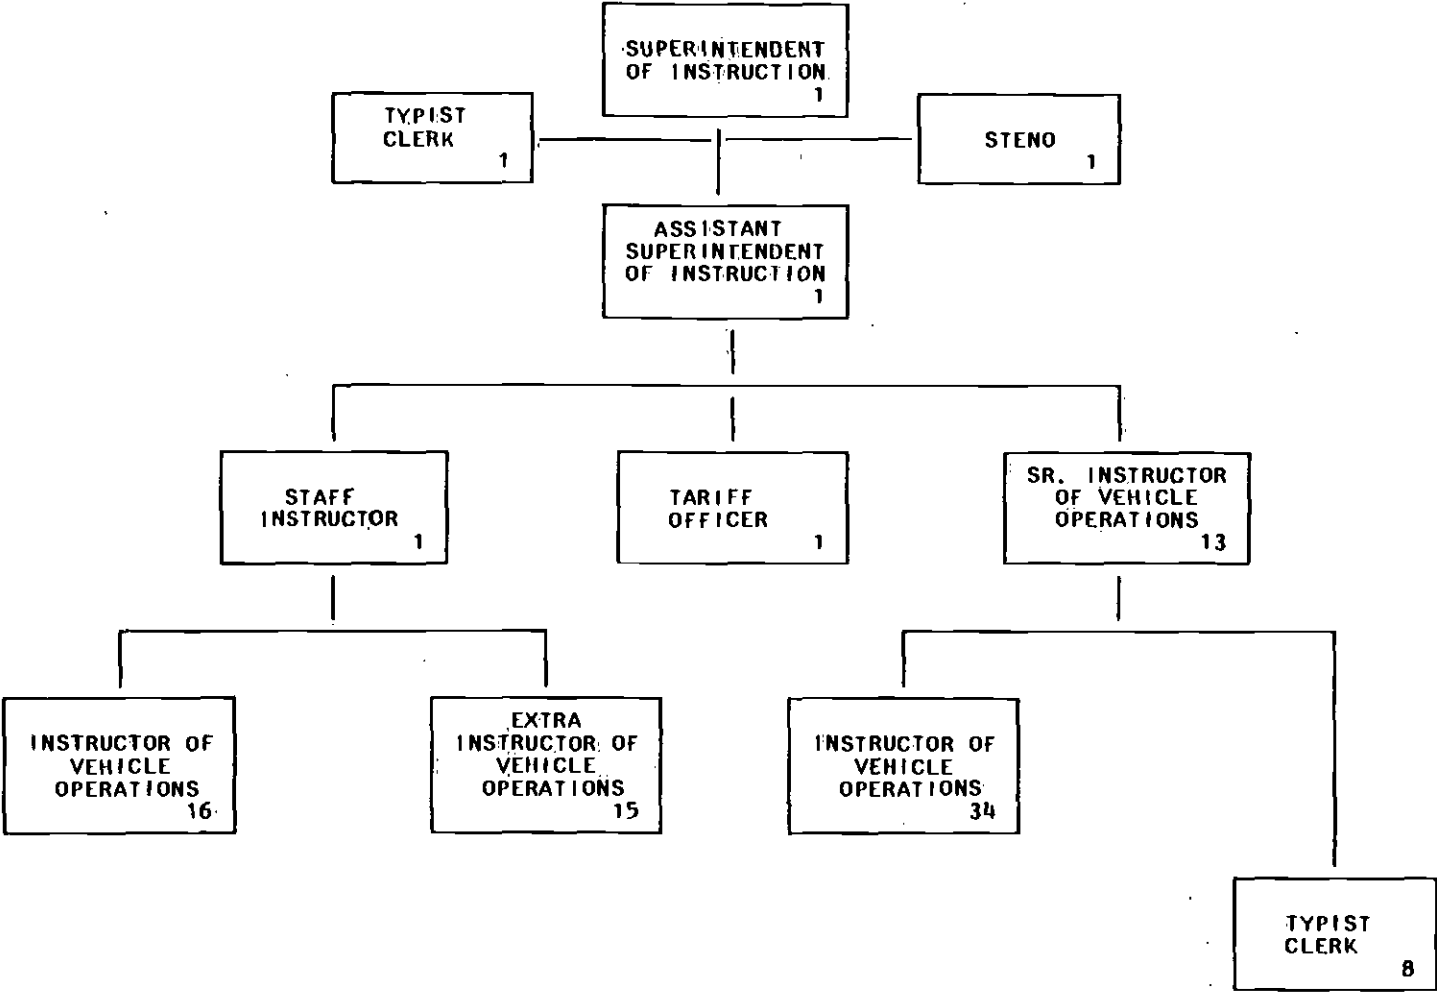 SUPERINTENDENT
OF INSTRUCTION
1
TYPIST
CLERK
1
STENO
1
ASSISTANT
SUPERINTENDENT
OF INSTRUCTION
1
STAFF
INSTRUCTOR
1
TARIFF
OFFICER
1
SR. INSTRUCTOR
OF VEHICLE
OPERATIONS
13
INSTRUCTOR OF
VEHICLE
OPERATIONS
16
EXTRA
INSTRUCTOR OF
VEHICLE
OPERATIONS
15
INSTRUCTOR OF
VEHICLE
OPERATIONS
34
TYPIST
CLERK
8